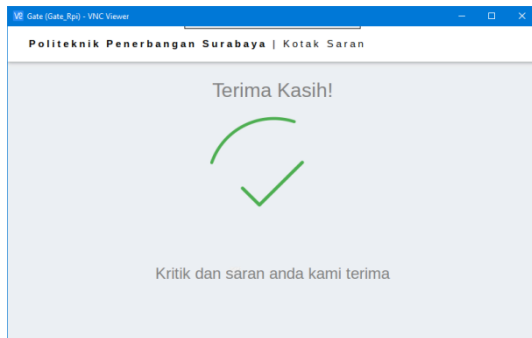 Gate (Gate_Rpi) - VNC Viewer
Politeknik Penerbangan Surabaya | Kotak Saran
Terima Kasih!
Kritik dan saran anda kami terima